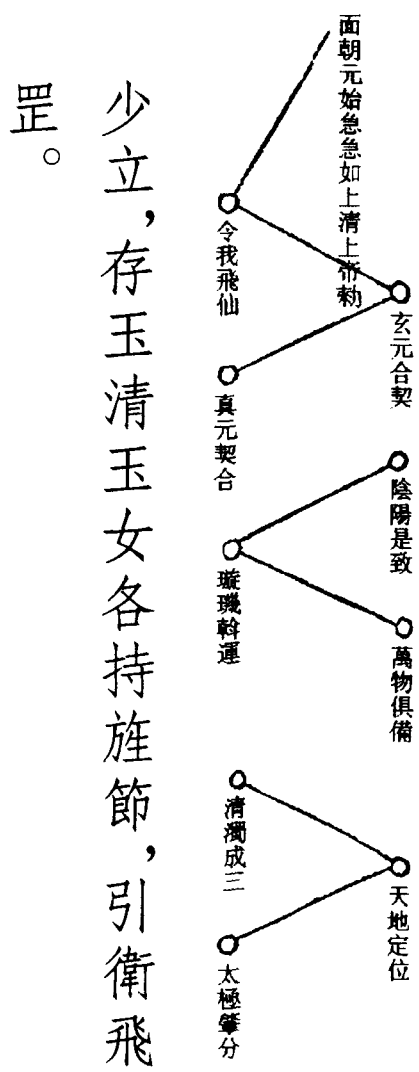 玄元合契
陰陽是致
萬物俱備
天地定位
面朝元始急急如上清上帝勅
令我飛仙
真元契合
璇璣斡運
清濁成三
太極肇分
少立，存玉清玉女各持旌節，引衛飛
罡。